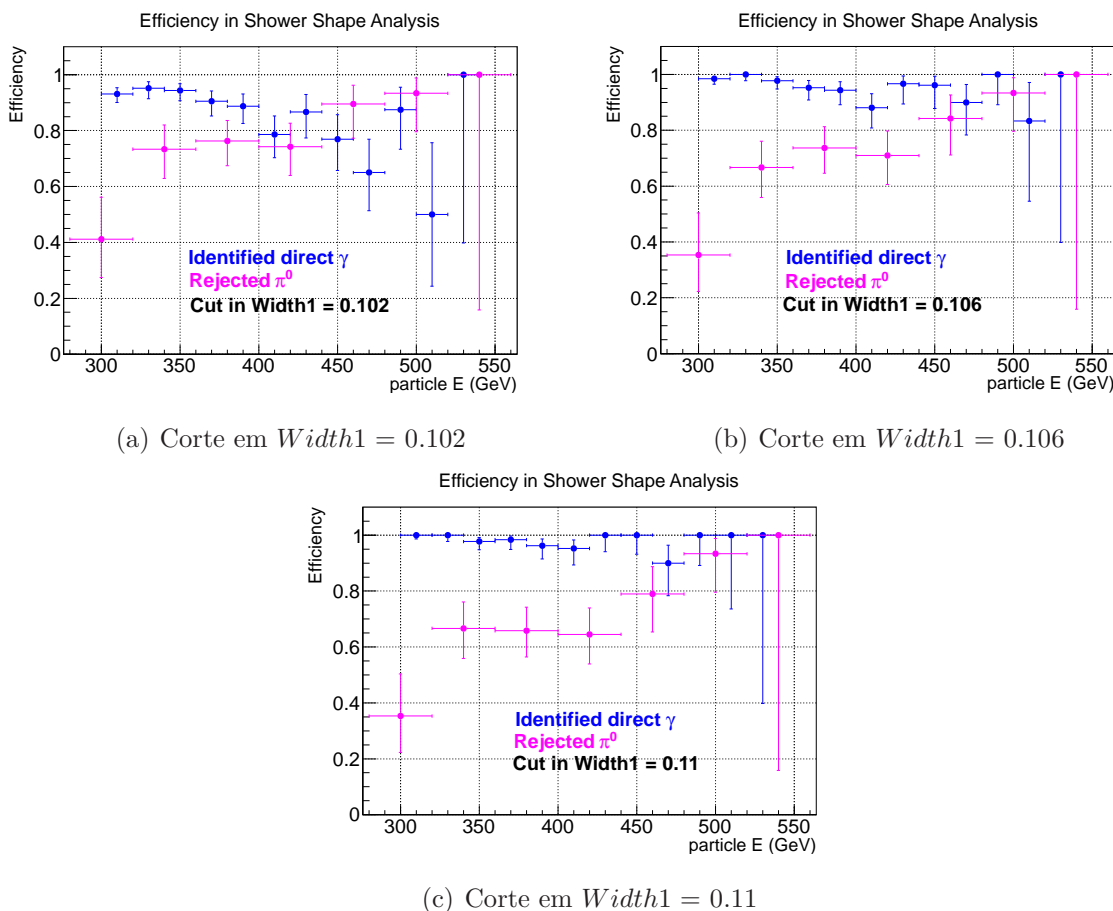 Efficiency in Shower Shape Analysis
Efficiency
1
0.8
0.6
0.4
0.2
0
Identified direct γ
Rejected π⁰
Cut in Width1 = 0.102
300 350 400 450 500 550
particle E (GeV)
(a) Corte em Width1 = 0.102
Efficiency in Shower Shape Analysis
Efficiency
1
0.8
0.6
0.4
0.2
0
Identified direct γ
Rejected π⁰
Cut in Width1 = 0.106
300 350 400 450 500 550
particle E (GeV)
(b) Corte em Width1 = 0.106
Efficiency in Shower Shape Analysis
Efficiency
1
0.8
0.6
0.4
0.2
0
Identified direct γ
Rejected π⁰
Cut in Width1 = 0.11
300 350 400 450 500 550
particle E (GeV)
(c) Corte em Width1 = 0.11